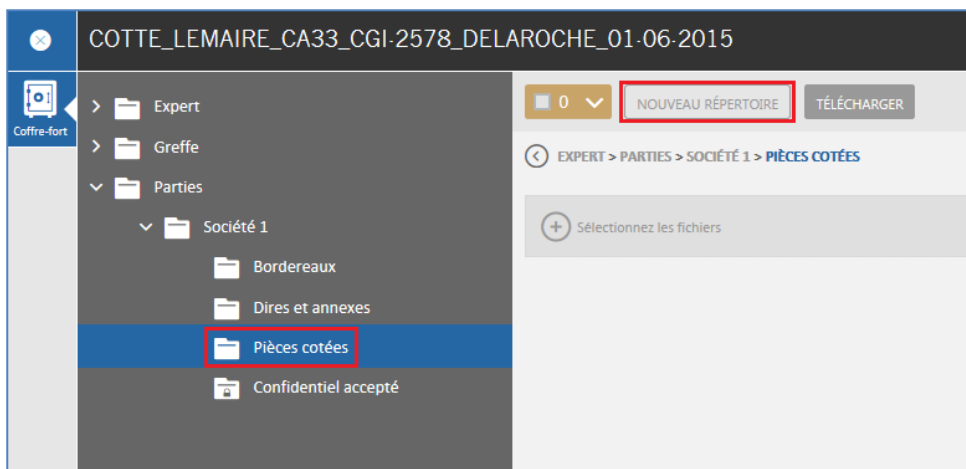 COTTE_LEMAIRE_CA33_CGI-2578_DELAROCHE_01-06-2015
Coffre-fort
Expert
Greffe
Parties
Société 1
Bordereaux
Dires et annexes
Pièces cotées
Confidentiel accepté
0
NOUVEAU RÉPERTOIRE
TÉLÉCHARGER
EXPERT > PARTIES > SOCIÉTÉ 1 > PIÈCES COTÉES
Sélectionnez les fichiers